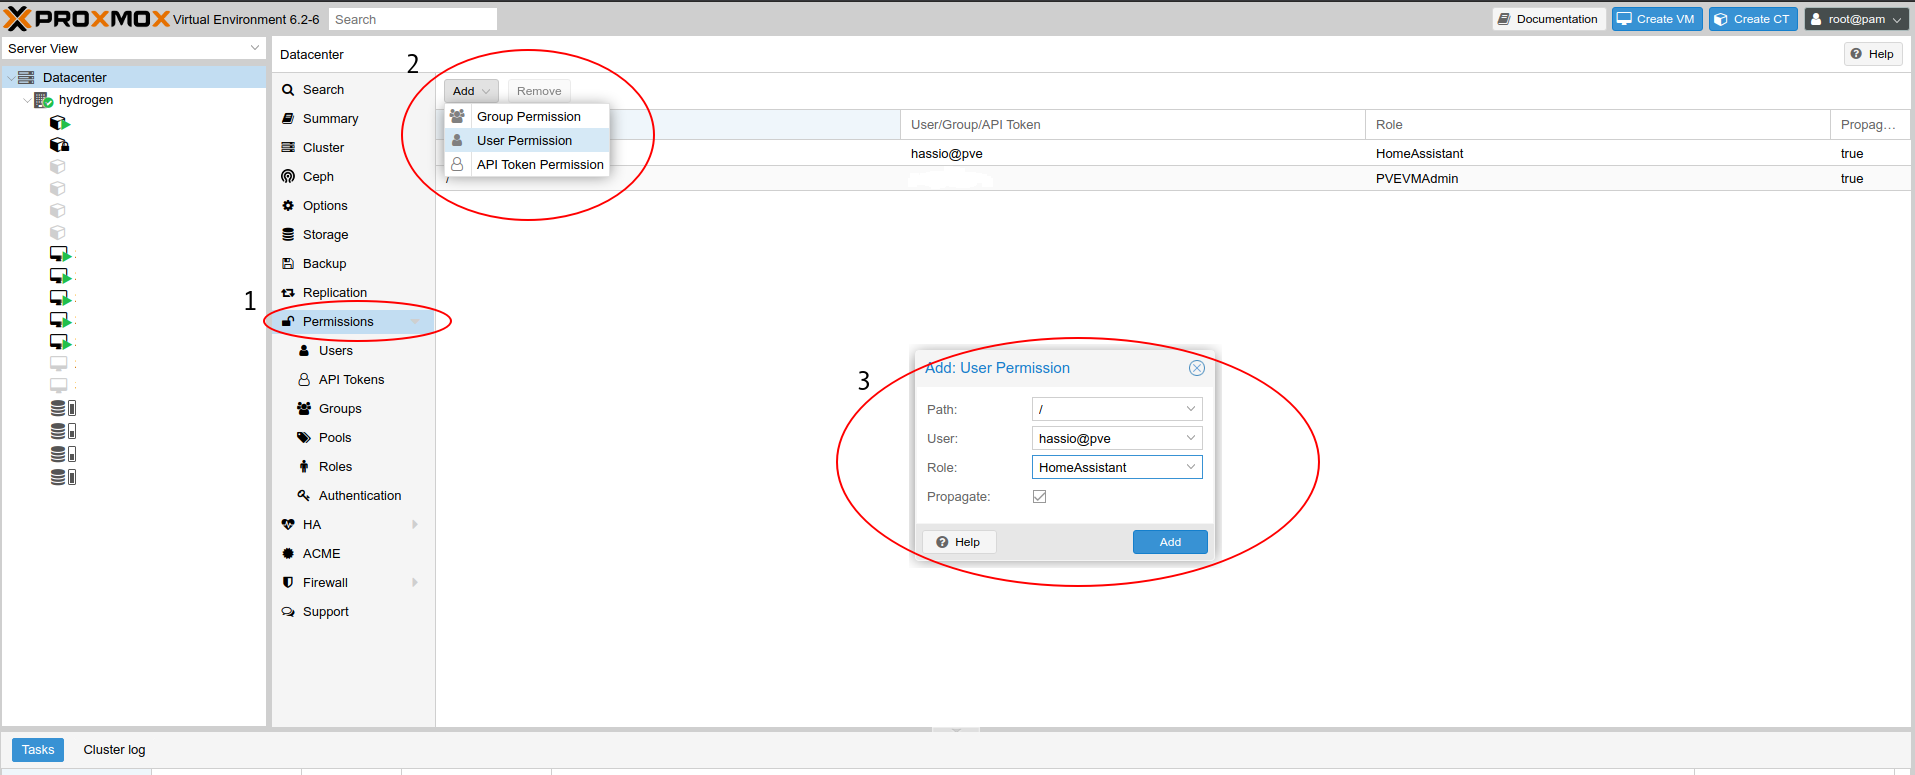 PROXMOX Virtual Environment 6.2-6 Search Documentation Create VM Create CT root@pam
Server View
Datacenter
hydrogen
Datacenter Help
Search
Summary
Cluster
Ceph
Options
Storage
Backup
Replication
Permissions
Users
API Tokens
Groups
Pools
Roles
Authentication
HA
ACME
Firewall
Support
1
2
Add Remove
Group Permission
User Permission
API Token Permission
User/Group/API Token Role Propag...
hassio@pve HomeAssistant true
/ PVEVMAdmin true
3
Add: User Permission
Path: /
User: hassio@pve
Role: HomeAssistant
Propagate:
Help Add
Tasks Cluster log